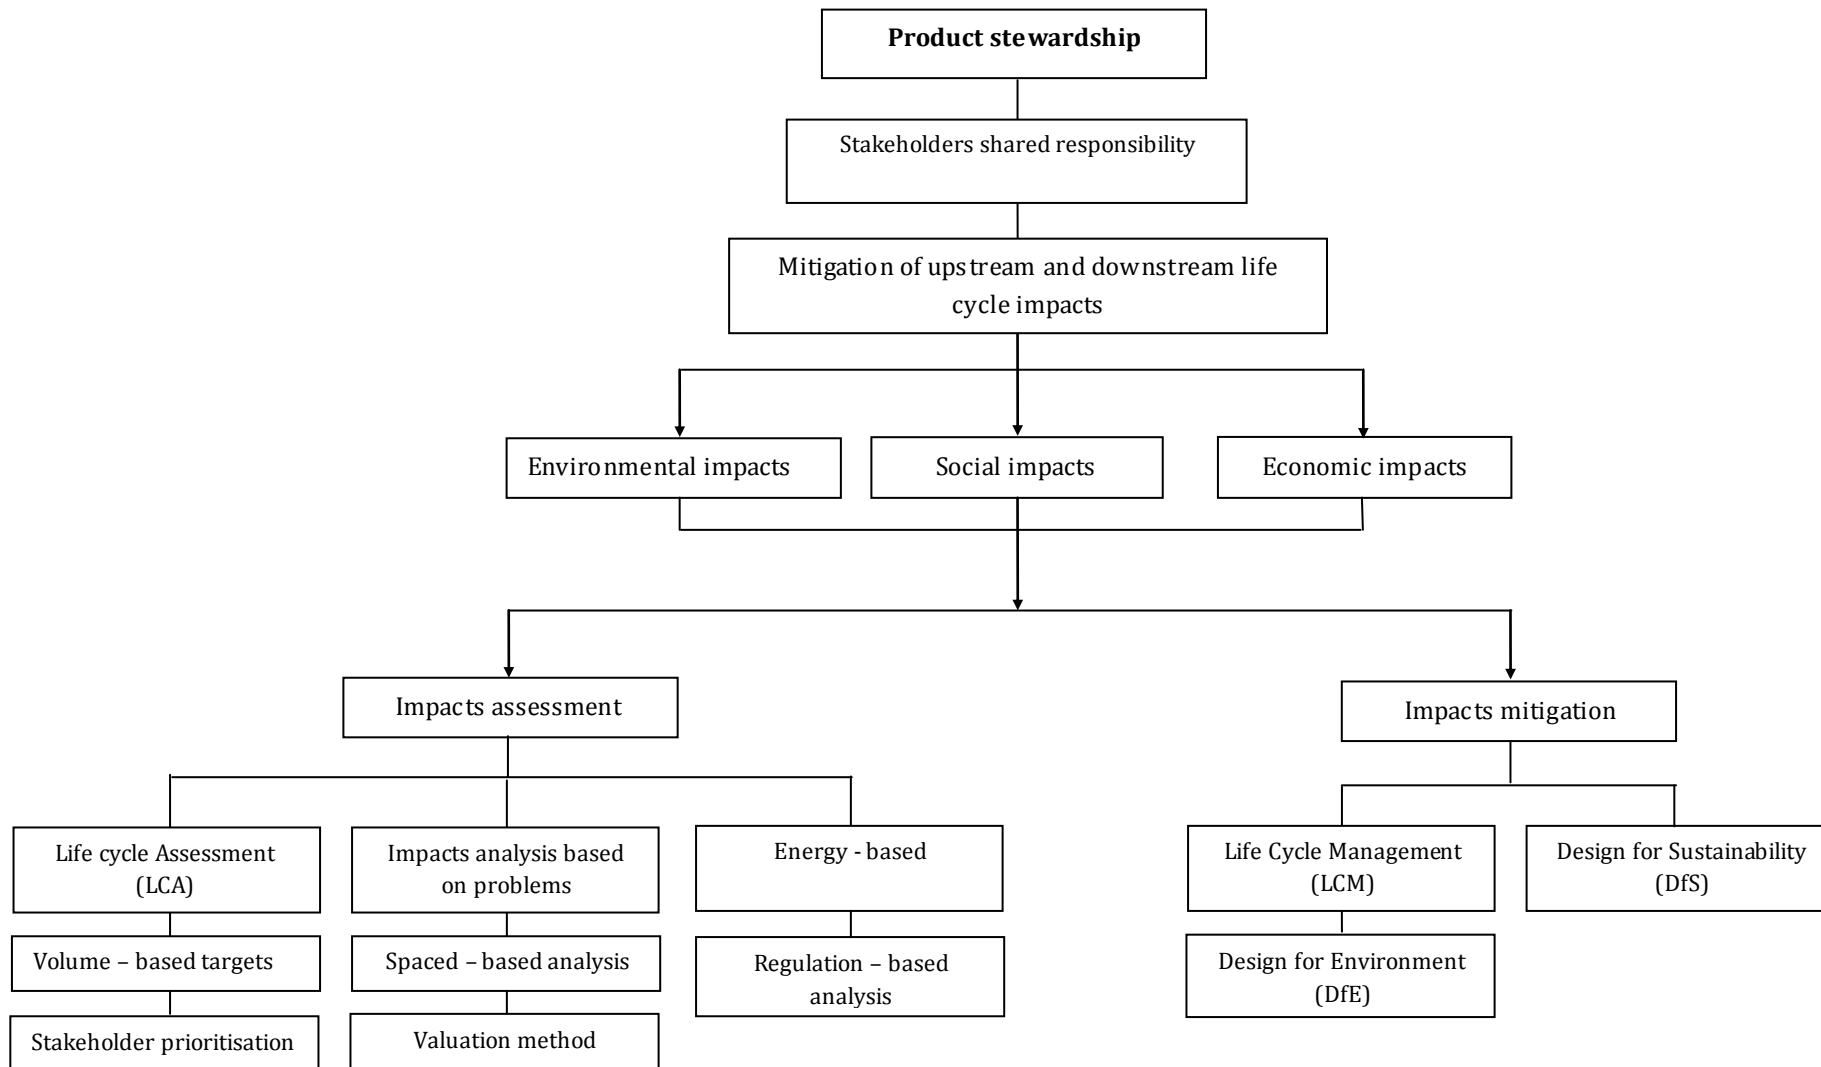 Product stewardship
Stakeholders shared responsibility
Mitigation of upstream and downstream life
cycle impacts
Environmental impacts
Social impacts
Economic impacts
Impacts assessment
Impacts mitigation
Life cycle Assessment
(LCA)
Impacts analysis based
on problems
Energy - based
Life Cycle Management
(LCM)
Design for Sustainability
(DfS)
Volume – based targets
Spaced – based analysis
Regulation – based
analysis
Design for Environment
(DfE)
Stakeholder prioritisation
Valuation method